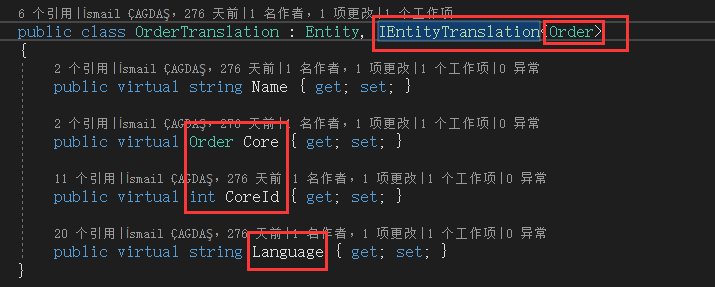 6 个引用|İsmail ÇAGDAŞ，276 天前|1 名作者，1 项更改|1 个工作项
public class OrderTranslation : Entity, IEntityTranslation<Order>
{
2 个引用|İsmail ÇAGDAŞ，276 天前|1 名作者，1 项更改|1 个工作项|0 异常
public virtual string Name { get; set; }
2 个引用|İsmail ÇAGDAŞ，276 天前|1 名作者，1 项更改|1 个工作项|0 异常
public virtual Order Core { get; set; }
11 个引用|İsmail ÇAGDAŞ，276 天前|1 名作者，1 项更改|1 个工作项|0 异常
public virtual int CoreId { get; set; }
20 个引用|İsmail ÇAGDAŞ，276 天前|1 名作者，1 项更改|1 个工作项|0 异常
public virtual string Language { get; set; }
}